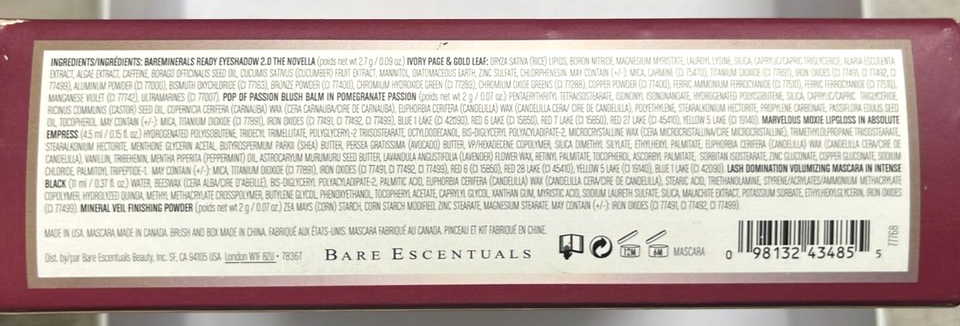 INGREDIENTS/INGRÉDIENTS: BAREMINERALS READY EYESHADOW 2.0 THE NOVELLA (poids net wt 2.7 g / 0.09 oz.) IVORY PAGE & GOLD LEAF: ORYZA SATIVA (RICE) LIPIDS, BORON NITRIDE, MAGNESIUM MYRISTATE, LAUROYL LYSINE, SILICA, CAPRYLIC/CAPRIC TRIGLYCERIDE, ALARIA ESCULENTA
EXTRACT, ALGAE EXTRACT, CAFFEINE, BORAGO OFFICINALIS SEED OIL, CUCUMIS SATIVUS (CUCUMBER) FRUIT EXTRACT, MANNITOL, DIATOMACEOUS EARTH, ZINC SULFATE, CHLORPHENESIN. MAY CONTAIN (+/-): MICA, CARMINE (CI 75470), TITANIUM DIOXIDE (CI 77891), IRON OXIDES (CI 77491, CI 77492, CI
77499), ALUMINUM POWDER (CI 77000), BISMUTH OXYCHLORIDE (CI 77163), BRONZE POWDER (CI 77400), CHROMIUM HYDROXIDE GREEN (CI 77289), CHROMIUM OXIDE GREENS (CI 77288), COPPER POWDER (CI 77400), FERRIC AMMONIUM FERROCYANIDE (CI 77510), FERRIC FERROCYANIDE (CI 77510),
MANGANESE VIOLET (CI 77742), ULTRAMARINES (CI 77007). POP OF PASSION BLUSH BALM IN POMEGRANATE PASSION (poids net wt 2 g / 0.07 oz.) PENTAERYTHRITYL TETRAISOSTEARATE, ISONONYL ISONONANOATE, HYDROGENATED POLYISOBUTENE, SILICA, CAPRYLIC/CAPRIC TRIGLYCERIDE,
RICINUS COMMUNIS (CASTOR) SEED OIL, COPERNICIA CERIFERA (CARNAUBA) WAX (CERA CARNAUBA/CIRE DE CARNAUBA), EUPHORBIA CERIFERA (CANDELILLA) WAX (CANDELILLA CERA/ CIRE DE CANDELILLA), POLYETHYLENE, STEARALKONIUM HECTORITE, PROPYLENE CARBONATE, PASSIFLORA EDULIS SEED
OIL, TOCOPHEROL. MAY CONTAIN (+/-): MICA, TITANIUM DIOXIDE (CI 77891), IRON OXIDES (CI 77491, CI 77492, CI 77499), BLUE 1 LAKE (CI 42090), RED 6 LAKE (CI 15850), RED 7 LAKE (CI 15850), RED 27 LAKE (CI 45410), YELLOW 5 LAKE (CI 19140). MARVELOUS MOXIE LIPGLOSS IN ABSOLUTE
EMPRESS (4.5 ml / 0.15 fl. oz.) HYDROGENATED POLYISOBUTENE, TRIDECYL TRIMELLITATE, POLYGLYCERYL-2 TRIISOSTEARATE, OCTYLDODECANOL, BIS-DIGLYCERYL POLYACYLADIPATE-2, MICROCRYSTALLINE WAX (CERA MICROCRISTALLINA/CIRE MICROCRISTALLINE), TRIMETHYLOLPROPANE TRIISOSTEARATE,
STEARALKONIUM HECTORITE, MENTHONE GLYCERIN ACETAL, BUTYROSPERMUM PARKII (SHEA) BUTTER, PERSEA GRATISSIMA (AVOCADO) BUTTER, VP/HEXADECENE COPOLYMER, SILICA DIMETHYL SILYLATE, ETHYLHEXYL PALMITATE, EUPHORBIA CERIFERA (CANDELILLA) WAX (CANDELILLA CERA/CIRE DE
CANDELILLA), VANILLIN, TRIBEHENIN, MENTHA PIPERITA (PEPPERMINT) OIL, ASTROCARYUM MURUMURU SEED BUTTER, LAVANDULA ANGUSTIFOLIA (LAVENDER) FLOWER WAX, RETINYL PALMITATE, TOCOPHEROL, ASCORBYL PALMITATE, SORBITAN ISOSTEARATE, ZINC GLUCONATE, COPPER GLUCONATE, SODIUM
CHLORIDE, PALMITOYL TRIPEPTIDE-1. MAY CONTAIN (+/-): MICA, TITANIUM DIOXIDE (CI 77891), IRON OXIDES (CI 77491, CI 77492, CI 77499), RED 6 (CI 15850), RED 28 LAKE (CI 45410), YELLOW 5 LAKE (CI 19140), BLUE 1 LAKE (CI 42090). LASH DOMINATION VOLUMIZING MASCARA IN INTENSE
BLACK (11 ml / 0.37 fl. oz.) WATER, BEESWAX (CERA ALBA/CIRE D'ABEILLE), BIS-DIGLYCERYL POLYACYLADIPATE-2, PALMITIC ACID, EUPHORBIA CERIFERA (CANDELILLA) WAX (CANDELILLA CERA/CIRE DE CANDELILLA), STEARIC ACID, TRIETHANOLAMINE, STYRENE/ACRYLATES/AMMONIUM METHACRYLATE
COPOLYMER, HYDROLYZED QUINOA, METHYL METHACRYLATE CROSSPOLYMER, BUTYLENE GLYCOL, PHENOXYETHANOL, TOCOPHERYL ACETATE, CAPRYLYL GLYCOL, XANTHAN GUM, MYRISTIC ACID, SODIUM LAURETH SULFATE, SILICA, MALACHITE EXTRACT, POTASSIUM SORBATE, ETHYLHEXYLGLYCERIN, IRON OXIDES
(CI 77499). MINERAL VEIL FINISHING POWDER (poids net wt 2 g / 0.07 oz.) ZEA MAYS (CORN) STARCH, CORN STARCH MODIFIED, ZINC STEARATE, MAGNESIUM STEARATE. MAY CONTAIN (+/-): IRON OXIDES (CI 77491, CI 77492, CI 77499).
MADE IN USA. MASCARA MADE IN CANADA. BRUSH AND BOX MADE IN CHINA. FABRIQUÉ AUX ÉTATS-UNIS. MASCARA FABRIQUÉ AU CANADA. PINCEAU ET KIT FABRIQUÉ EN CHINE.
Dist. by/par Bare Escentuals Beauty, Inc. SF, CA 94105 USA London W1F 8ZU • 78367
BARE ESCENTUALS
12M 6M MASCARA
0 98132 43485 5
77768